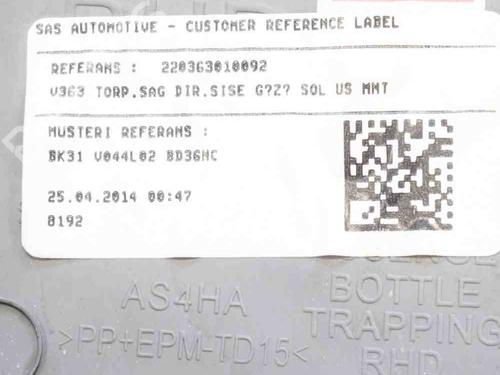 SAS AUTOMOTIVE - CUSTOMER REFERENCE LABEL
REFERANS : 220363010092
V363 TORP.SAG DIR.SISE G?Z? SOL US MMT
MUSTERI REFERANS :
BK31 V044L02 BD36HC
25.04.2014 00:47
8192
AS4HA
>PP+EPM-TD15<
BOTTLE
TRAPPING
RHD